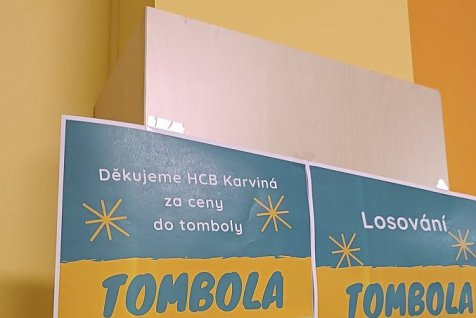 Děkujeme HCB Karviná
za ceny
do tomboly
TOMBOLA
Losování
TOMBOLA